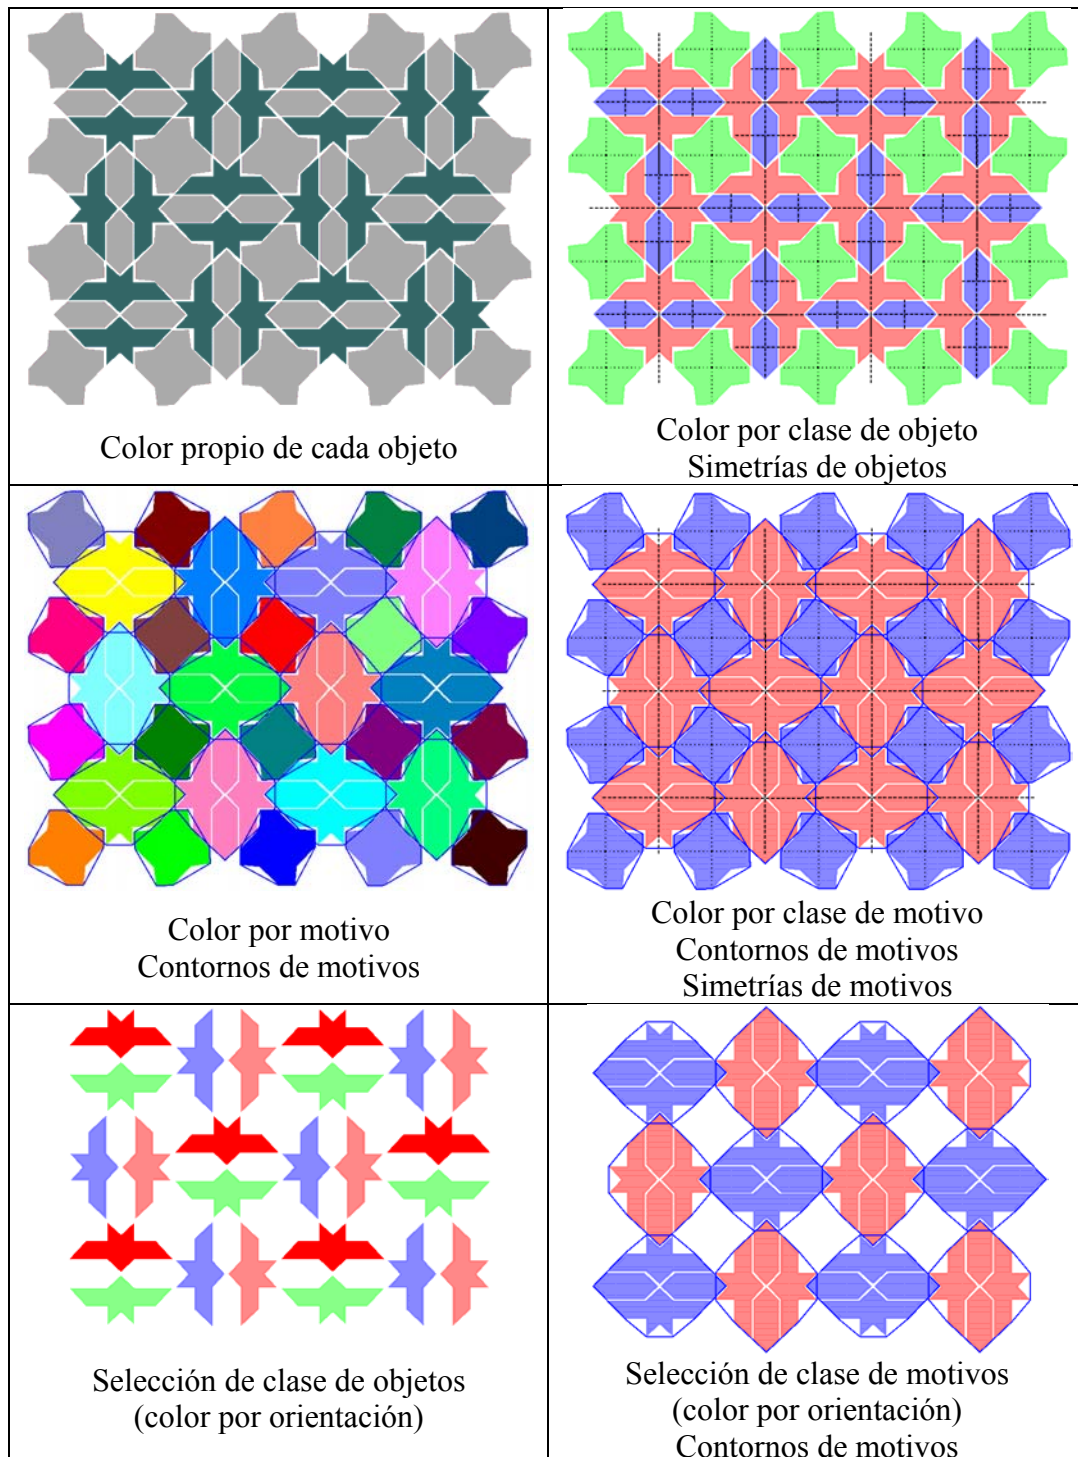 Color propio de cada objeto
Color por clase de objeto
Simetrías de objetos
Color por motivo
Contornos de motivos
Color por clase de motivo
Contornos de motivos
Simetrías de motivos
Selección de clase de objetos
(color por orientación)
Selección de clase de motivos
(color por orientación)
Contornos de motivos